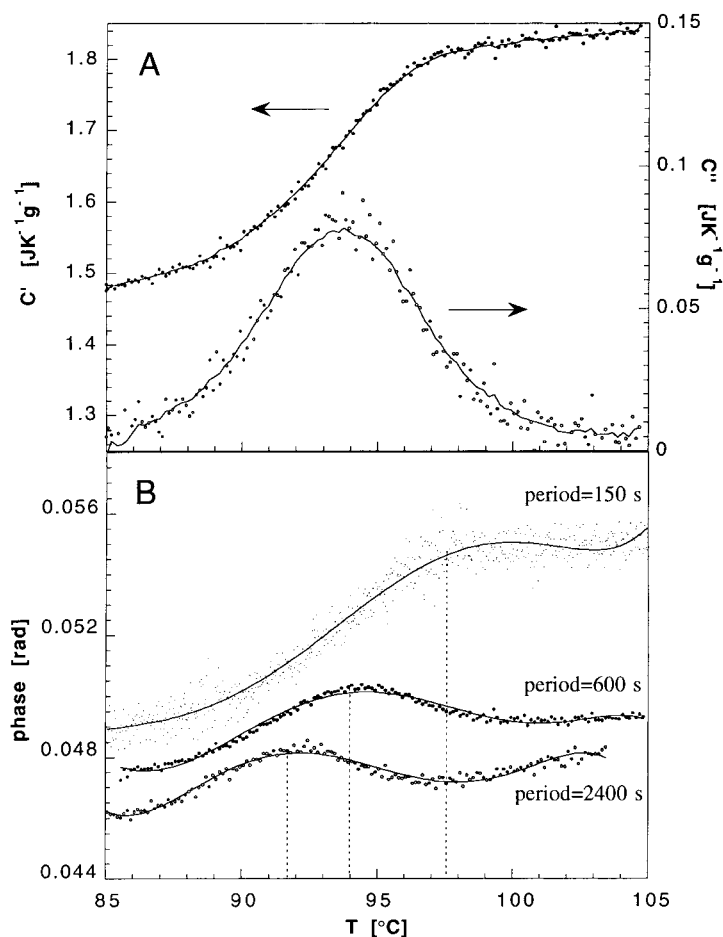 A
1.8
1.7
1.6
1.5
1.4
1.3
C' [JK⁻¹g⁻¹]
0.15
0.1
0.05
0
C'' [JK⁻¹g⁻¹]
B
period=150 s
period=600 s
period=2400 s
0.056
0.052
0.048
0.044
phase [rad]
85 90 95 100 105
T [°C]